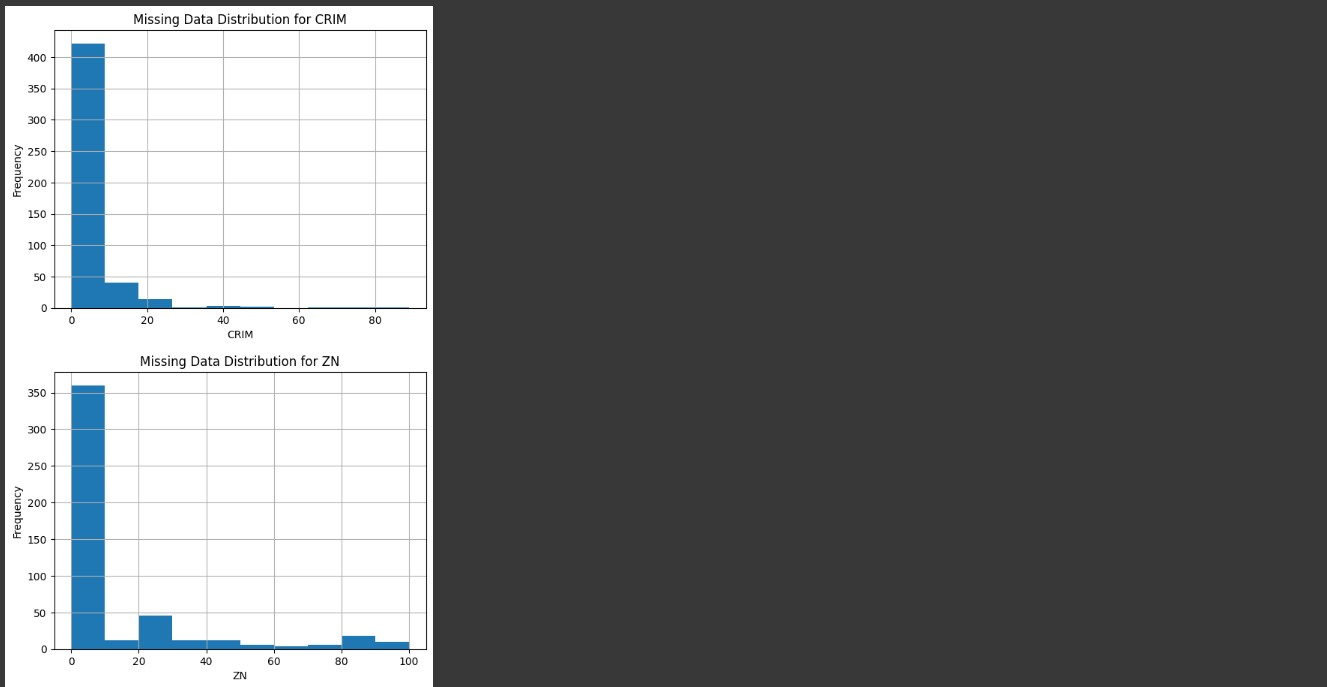 Missing Data Distribution for CRIM
400
350
300
250
200
150
100
50
0
Frequency
0 20 40 60 80
CRIM
Missing Data Distribution for ZN
350
300
250
200
150
100
50
0
Frequency
0 20 40 60 80 100
ZN